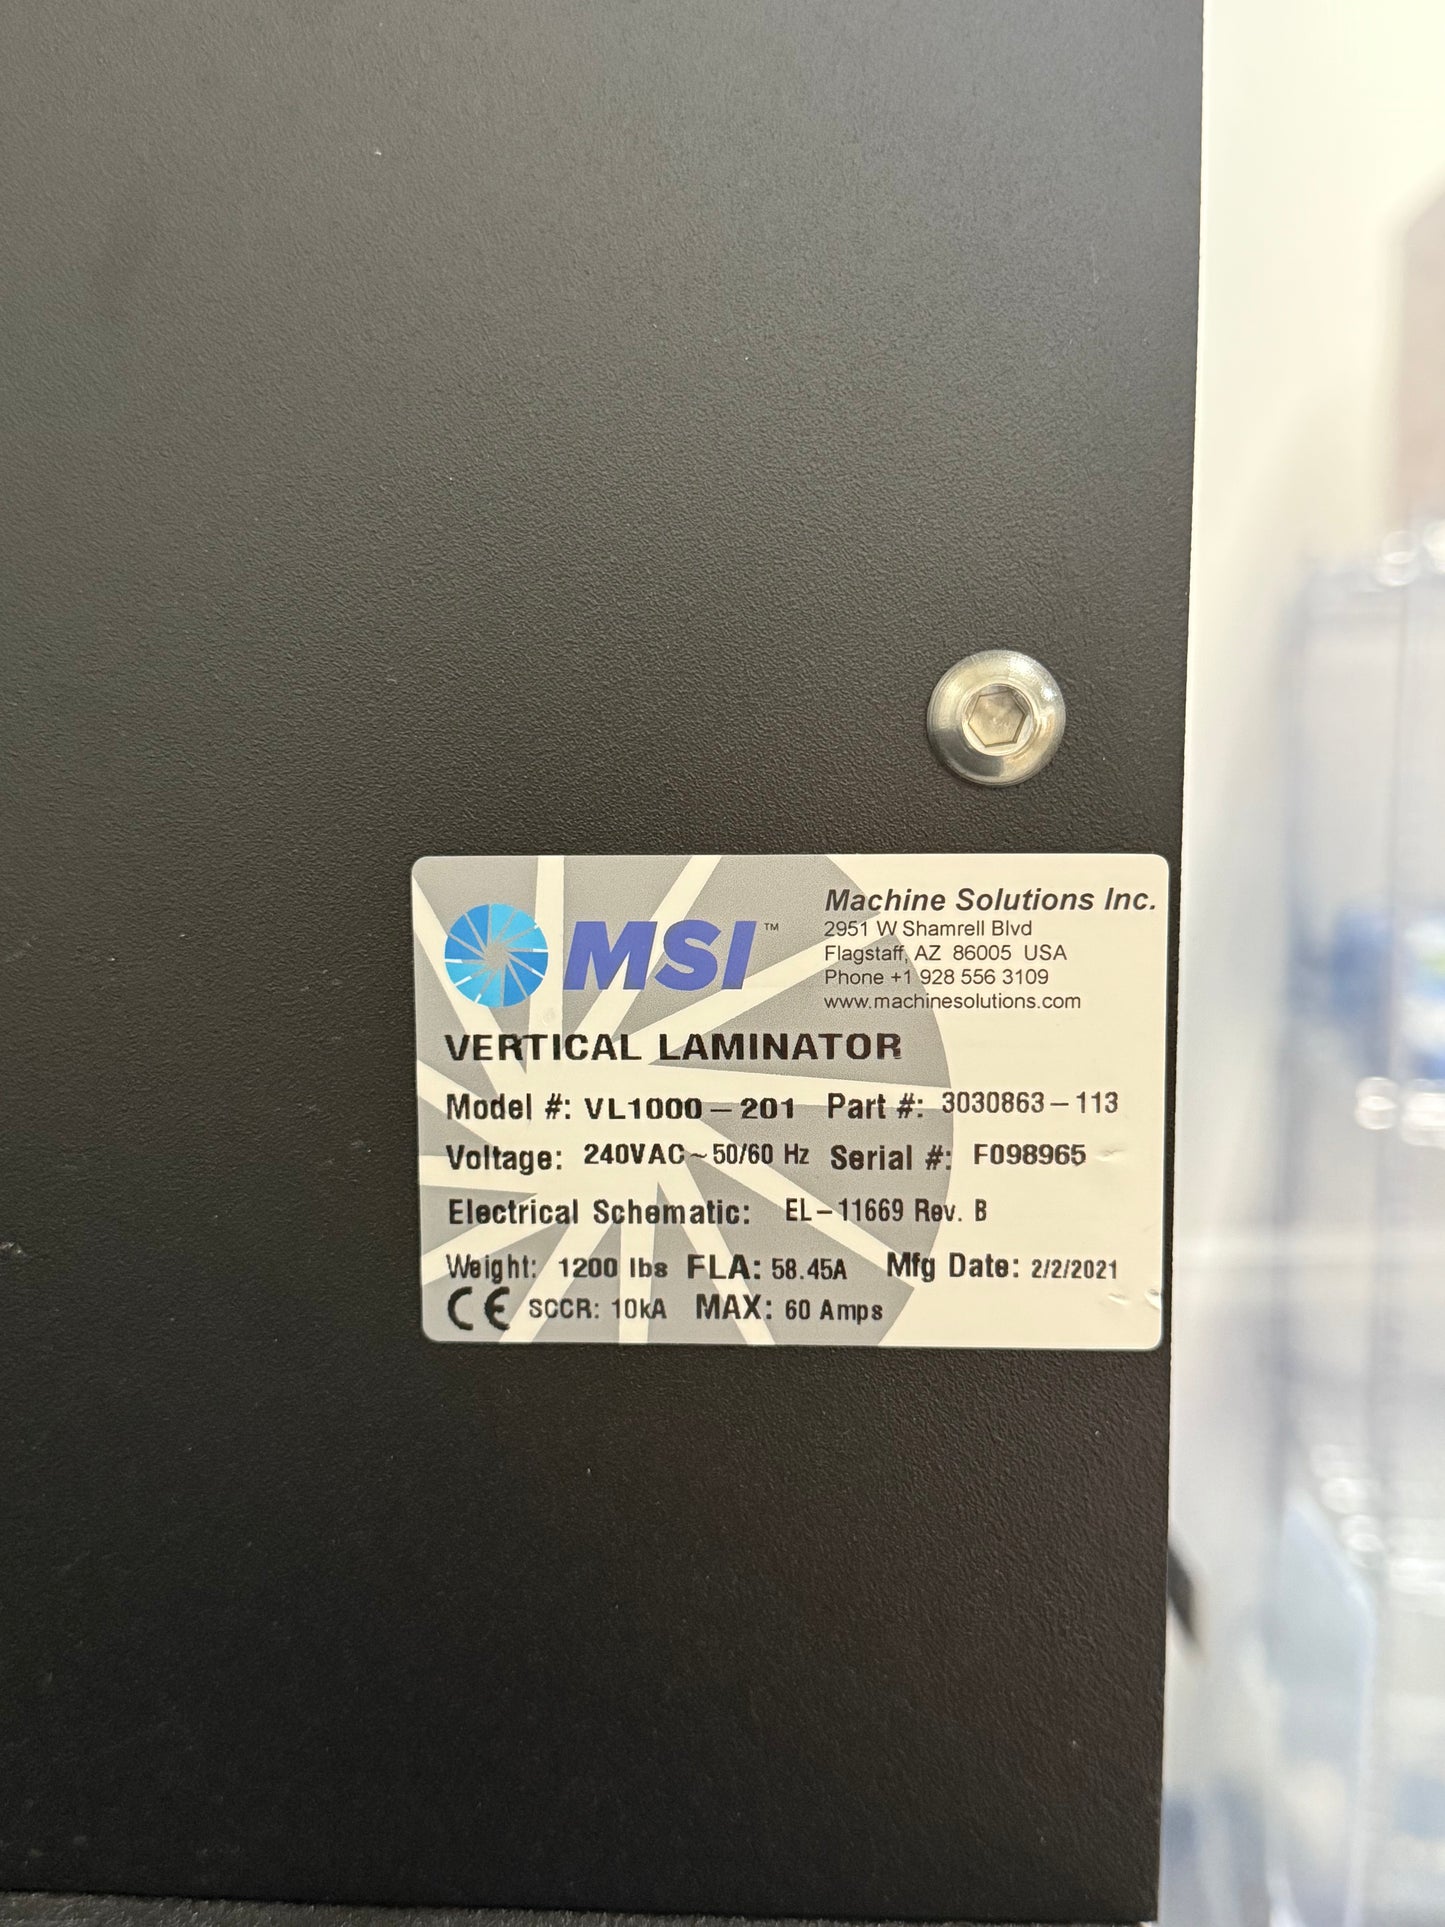 MSI™
Machine Solutions Inc.
2951 W Shamrell Blvd
Flagstaff, AZ 86005 USA
Phone +1 928 556 3109
www.machinesolutions.com
VERTICAL LAMINATOR
Model #: VL1000-201 Part #: 3030863-113
Voltage: 240VAC~50/60 Hz Serial #: F098965
Electrical Schematic: EL-11669 Rev. B
Weight: 1200 lbs FLA: 58.45A Mfg Date: 2/2/2021
CE SCCR: 10kA MAX: 60 Amps